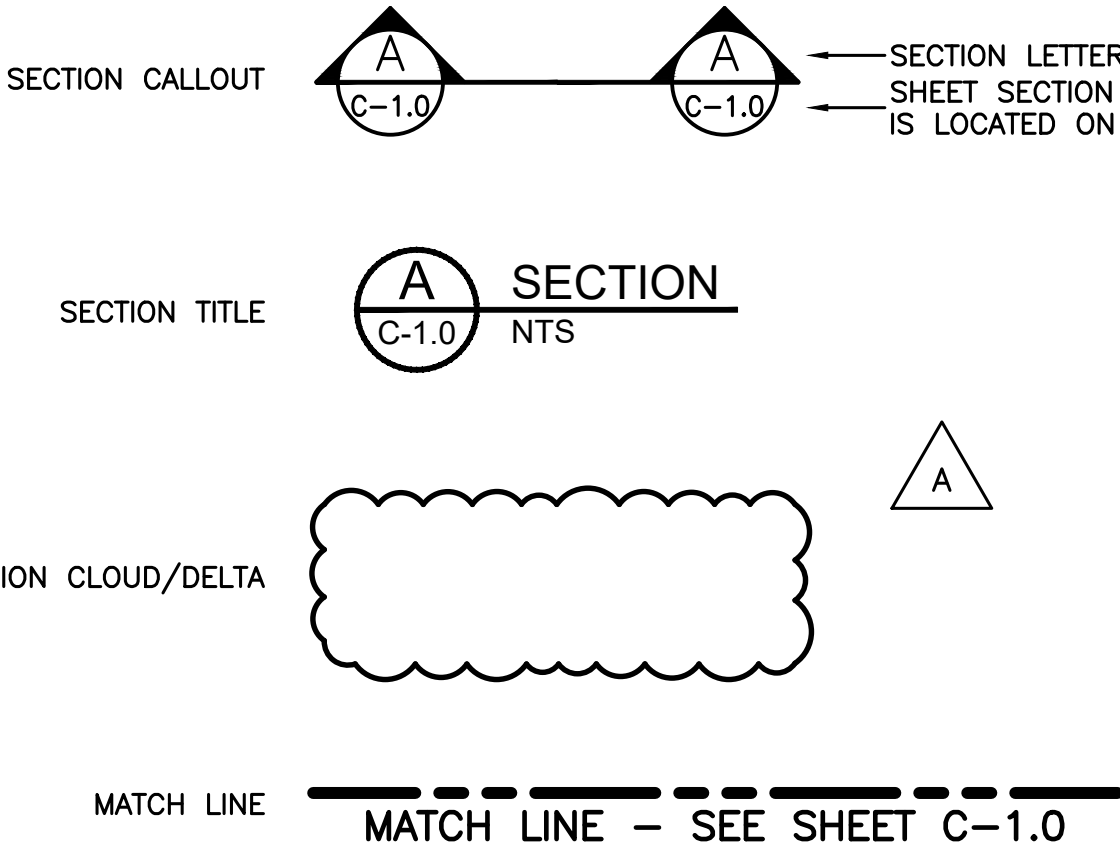 SECTION CALLOUT
A
C-1.0
A
C-1.0
SECTION LETTER
SHEET SECTION
IS LOCATED ON
SECTION TITLE
A
C-1.0
SECTION
NTS
A
ION CLOUD/DELTA
MATCH LINE
MATCH LINE - SEE SHEET C-1.0